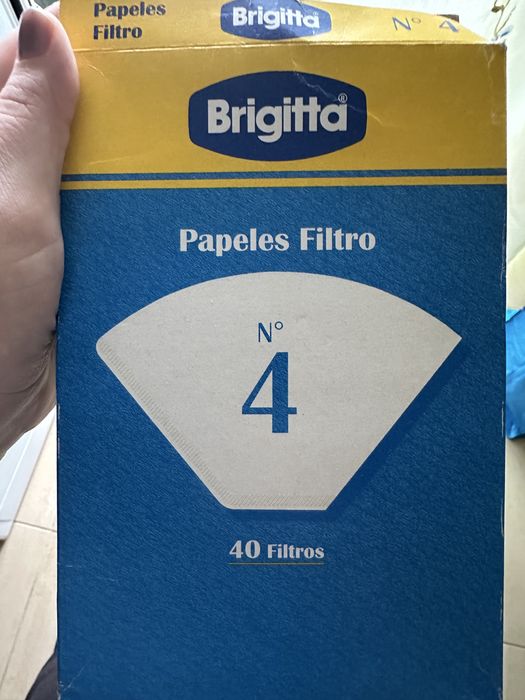 Papeles
Filtro
Brigitta
N° 4
Brigitta®
Papeles Filtro
N°
4
40 Filtros